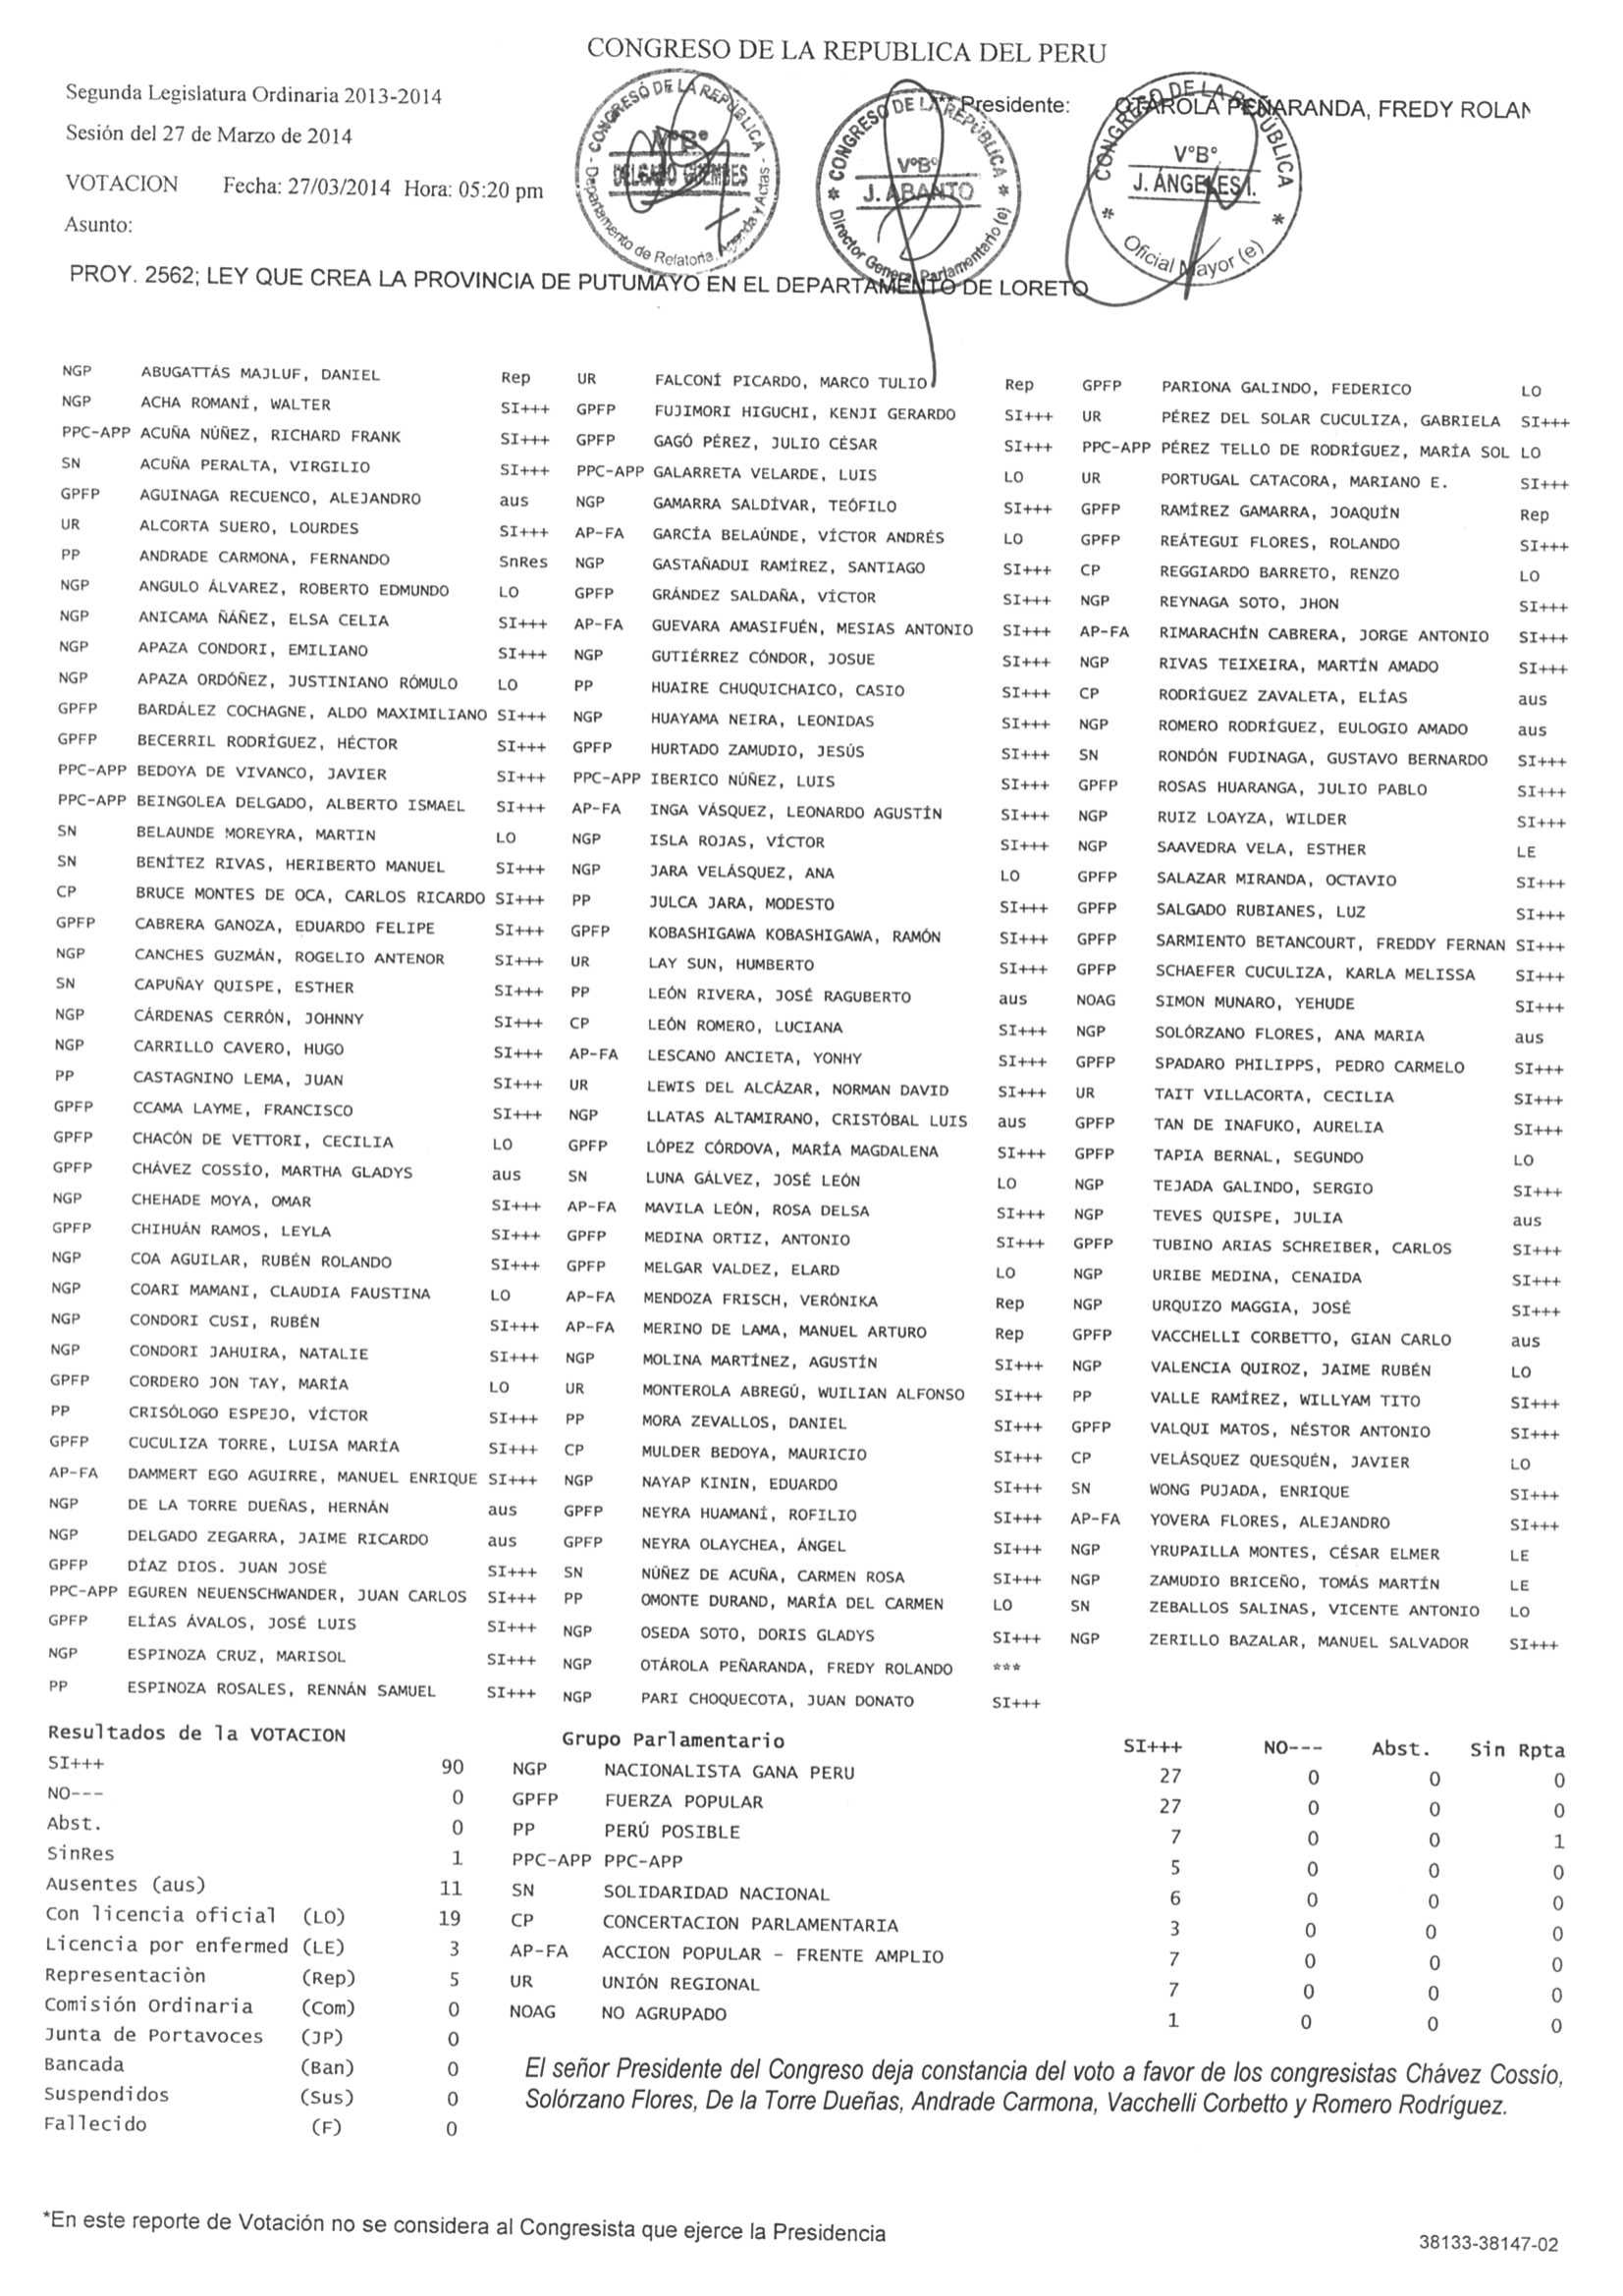 CONGRESO DE LA REPUBLICA DEL PERU
Segunda Legislatura Ordinaria 2013-2014
Presidente: OTAROLA PEÑARANDA, FREDY ROLAN
Sesión del 27 de Marzo de 2014
VOTACION Fecha: 27/03/2014 Hora: 05:20 pm
Asunto:
CONGRESO DE LA REPÚBLICA
V°B°
DELGADO GUEMBES
Departamento de Relatoria, Agenda y Actas
CONGRESO DE LA REPÚBLICA
V°B°
J. ABANTO
Director General Parlamentario (e)
CONGRESO DE LA REPÚBLICA
V°B°
J. ÁNGELES I.
Oficial Mayor (e)
PROY. 2562; LEY QUE CREA LA PROVINCIA DE PUTUMAYO EN EL DEPARTAMENTO DE LORETO
NGP ABUGATTÁS MAJLUF, DANIEL Rep
NGP ACHA ROMANÍ, WALTER SI+++
PPC-APP ACUÑA NÚÑEZ, RICHARD FRANK SI+++
SN ACUÑA PERALTA, VIRGILIO SI+++
GPFP AGUINAGA RECUENCO, ALEJANDRO aus
UR ALCORTA SUERO, LOURDES SI+++
PP ANDRADE CARMONA, FERNANDO SnRes
NGP ANGULO ÁLVAREZ, ROBERTO EDMUNDO LO
NGP ANICAMA ÑÁÑEZ, ELSA CELIA SI+++
NGP APAZA CONDORI, EMILIANO SI+++
NGP APAZA ORDÓÑEZ, JUSTINIANO RÓMULO LO
GPFP BARDÁLEZ COCHAGNE, ALDO MAXIMILIANO SI+++
GPFP BECERRIL RODRÍGUEZ, HÉCTOR SI+++
PPC-APP BEDOYA DE VIVANCO, JAVIER SI+++
PPC-APP BEINGOLEA DELGADO, ALBERTO ISMAEL SI+++
SN BELAUNDE MOREYRA, MARTIN LO
SN BENÍTEZ RIVAS, HERIBERTO MANUEL SI+++
CP BRUCE MONTES DE OCA, CARLOS RICARDO SI+++
GPFP CABRERA GANOZA, EDUARDO FELIPE SI+++
NGP CANCHES GUZMÁN, ROGELIO ANTENOR SI+++
SN CAPUÑAY QUISPE, ESTHER SI+++
NGP CÁRDENAS CERRÓN, JOHNNY SI+++
NGP CARRILLO CAVERO, HUGO SI+++
PP CASTAGNINO LEMA, JUAN SI+++
GPFP CCAMA LAYME, FRANCISCO SI+++
GPFP CHACÓN DE VETTORI, CECILIA LO
GPFP CHÁVEZ COSSÍO, MARTHA GLADYS aus
NGP CHEHADE MOYA, OMAR SI+++
GPFP CHIHUÁN RAMOS, LEYLA SI+++
NGP COA AGUILAR, RUBÉN ROLANDO SI+++
NGP COARI MAMANI, CLAUDIA FAUSTINA LO
NGP CONDORI CUSI, RUBÉN SI+++
NGP CONDORI JAHUIRA, NATALIE SI+++
GPFP CORDERO JON TAY, MARÍA LO
PP CRISÓLOGO ESPEJO, VÍCTOR SI+++
GPFP CUCULIZA TORRE, LUISA MARÍA SI+++
AP-FA DAMMERT EGO AGUIRRE, MANUEL ENRIQUE SI+++
NGP DE LA TORRE DUEÑAS, HERNÁN aus
NGP DELGADO ZEGARRA, JAIME RICARDO aus
GPFP DÍAZ DIOS. JUAN JOSÉ SI+++
PPC-APP EGUREN NEUENSCHWANDER, JUAN CARLOS SI+++
GPFP ELÍAS ÁVALOS, JOSÉ LUIS SI+++
NGP ESPINOZA CRUZ, MARISOL SI+++
PP ESPINOZA ROSALES, RENNÁN SAMUEL SI+++
UR FALCONÍ PICARDO, MARCO TULIO Rep
GPFP FUJIMORI HIGUCHI, KENJI GERARDO SI+++
GPFP GAGÓ PÉREZ, JULIO CÉSAR SI+++
PPC-APP GALARRETA VELARDE, LUIS LO
NGP GAMARRA SALDÍVAR, TEÓFILO SI+++
AP-FA GARCÍA BELAÚNDE, VÍCTOR ANDRÉS LO
NGP GASTAÑADUI RAMÍREZ, SANTIAGO SI+++
GPFP GRÁNDEZ SALDAÑA, VÍCTOR SI+++
AP-FA GUEVARA AMASIFUÉN, MESIAS ANTONIO SI+++
NGP GUTIÉRREZ CÓNDOR, JOSUE SI+++
PP HUAIRE CHUQUICHAICO, CASIO SI+++
NGP HUAYAMA NEIRA, LEONIDAS SI+++
GPFP HURTADO ZAMUDIO, JESÚS SI+++
PPC-APP IBERICO NÚÑEZ, LUIS SI+++
AP-FA INGA VÁSQUEZ, LEONARDO AGUSTÍN SI+++
NGP ISLA ROJAS, VÍCTOR SI+++
NGP JARA VELÁSQUEZ, ANA LO
PP JULCA JARA, MODESTO SI+++
GPFP KOBASHIGAWA KOBASHIGAWA, RAMÓN SI+++
UR LAY SUN, HUMBERTO SI+++
PP LEÓN RIVERA, JOSÉ RAGUBERTO aus
CP LEÓN ROMERO, LUCIANA SI+++
AP-FA LESCANO ANCIETA, YONHY SI+++
UR LEWIS DEL ALCÁZAR, NORMAN DAVID SI+++
NGP LLATAS ALTAMIRANO, CRISTÓBAL LUIS aus
GPFP LÓPEZ CÓRDOVA, MARÍA MAGDALENA SI+++
SN LUNA GÁLVEZ, JOSÉ LEÓN LO
AP-FA MAVILA LEÓN, ROSA DELSA SI+++
GPFP MEDINA ORTIZ, ANTONIO SI+++
GPFP MELGAR VALDEZ, ELARD LO
AP-FA MENDOZA FRISCH, VERÓNIKA Rep
AP-FA MERINO DE LAMA, MANUEL ARTURO Rep
NGP MOLINA MARTÍNEZ, AGUSTÍN SI+++
UR MONTEROLA ABREGÚ, WUILIAN ALFONSO SI+++
PP MORA ZEVALLOS, DANIEL SI+++
CP MULDER BEDOYA, MAURICIO SI+++
NGP NAYAP KININ, EDUARDO SI+++
GPFP NEYRA HUAMANÍ, ROFILIO SI+++
GPFP NEYRA OLAYCHEA, ÁNGEL SI+++
SN NÚÑEZ DE ACUÑA, CARMEN ROSA SI+++
PP OMONTE DURAND, MARÍA DEL CARMEN LO
NGP OSEDA SOTO, DORIS GLADYS SI+++
NGP OTÁROLA PEÑARANDA, FREDY ROLANDO ***
NGP PARI CHOQUECOTA, JUAN DONATO SI+++
GPFP PARIONA GALINDO, FEDERICO LO
UR PÉREZ DEL SOLAR CUCULIZA, GABRIELA SI+++
PPC-APP PÉREZ TELLO DE RODRÍGUEZ, MARÍA SOL LO
UR PORTUGAL CATACORA, MARIANO E. SI+++
GPFP RAMÍREZ GAMARRA, JOAQUÍN Rep
GPFP REÁTEGUI FLORES, ROLANDO SI+++
CP REGGIARDO BARRETO, RENZO LO
NGP REYNAGA SOTO, JHON SI+++
AP-FA RIMARACHÍN CABRERA, JORGE ANTONIO SI+++
NGP RIVAS TEIXEIRA, MARTÍN AMADO SI+++
CP RODRÍGUEZ ZAVALETA, ELÍAS aus
NGP ROMERO RODRÍGUEZ, EULOGIO AMADO aus
SN RONDÓN FUDINAGA, GUSTAVO BERNARDO SI+++
GPFP ROSAS HUARANGA, JULIO PABLO SI+++
NGP RUIZ LOAYZA, WILDER SI+++
NGP SAAVEDRA VELA, ESTHER LE
GPFP SALAZAR MIRANDA, OCTAVIO SI+++
GPFP SALGADO RUBIANES, LUZ SI+++
GPFP SARMIENTO BETANCOURT, FREDDY FERNAN SI+++
GPFP SCHAEFER CUCULIZA, KARLA MELISSA SI+++
NOAG SIMON MUNARO, YEHUDE SI+++
NGP SOLÓRZANO FLORES, ANA MARIA aus
GPFP SPADARO PHILIPPS, PEDRO CARMELO SI+++
UR TAIT VILLACORTA, CECILIA SI+++
GPFP TAN DE INAFUKO, AURELIA SI+++
GPFP TAPIA BERNAL, SEGUNDO LO
NGP TEJADA GALINDO, SERGIO SI+++
NGP TEVES QUISPE, JULIA aus
GPFP TUBINO ARIAS SCHREIBER, CARLOS SI+++
NGP URIBE MEDINA, CENAIDA SI+++
NGP URQUIZO MAGGIA, JOSÉ SI+++
GPFP VACCHELLI CORBETTO, GIAN CARLO aus
NGP VALENCIA QUIROZ, JAIME RUBÉN LO
PP VALLE RAMÍREZ, WILLYAM TITO SI+++
GPFP VALQUI MATOS, NÉSTOR ANTONIO SI+++
CP VELÁSQUEZ QUESQUÉN, JAVIER LO
SN WONG PUJADA, ENRIQUE SI+++
AP-FA YOVERA FLORES, ALEJANDRO SI+++
NGP YRUPAILLA MONTES, CÉSAR ELMER LE
NGP ZAMUDIO BRICEÑO, TOMÁS MARTÍN LE
SN ZEBALLOS SALINAS, VICENTE ANTONIO LO
NGP ZERILLO BAZALAR, MANUEL SALVADOR SI+++
Resultados de la VOTACION
SI+++ 90
NO--- 0
Abst. 0
SinRes 1
Ausentes (aus) 11
Con licencia oficial (LO) 19
Licencia por enfermed (LE) 3
Representaciòn (Rep) 5
Comisión Ordinaria (Com) 0
Junta de Portavoces (JP) 0
Bancada (Ban) 0
Suspendidos (Sus) 0
Fallecido (F) 0
Grupo Parlamentario SI+++ NO--- Abst. Sin Rpta
NGP NACIONALISTA GANA PERU 27 0 0 0
GPFP FUERZA POPULAR 27 0 0 0
PP PERÚ POSIBLE 7 0 0 1
PPC-APP PPC-APP 5 0 0 0
SN SOLIDARIDAD NACIONAL 6 0 0 0
CP CONCERTACION PARLAMENTARIA 3 0 0 0
AP-FA ACCION POPULAR - FRENTE AMPLIO 7 0 0 0
UR UNIÓN REGIONAL 7 0 0 0
NOAG NO AGRUPADO 1 0 0 0
El señor Presidente del Congreso deja constancia del voto a favor de los congresistas Chávez Cossío,
Solórzano Flores, De la Torre Dueñas, Andrade Carmona, Vacchelli Corbetto y Romero Rodríguez.
*En este reporte de Votación no se considera al Congresista que ejerce la Presidencia
38133-38147-02